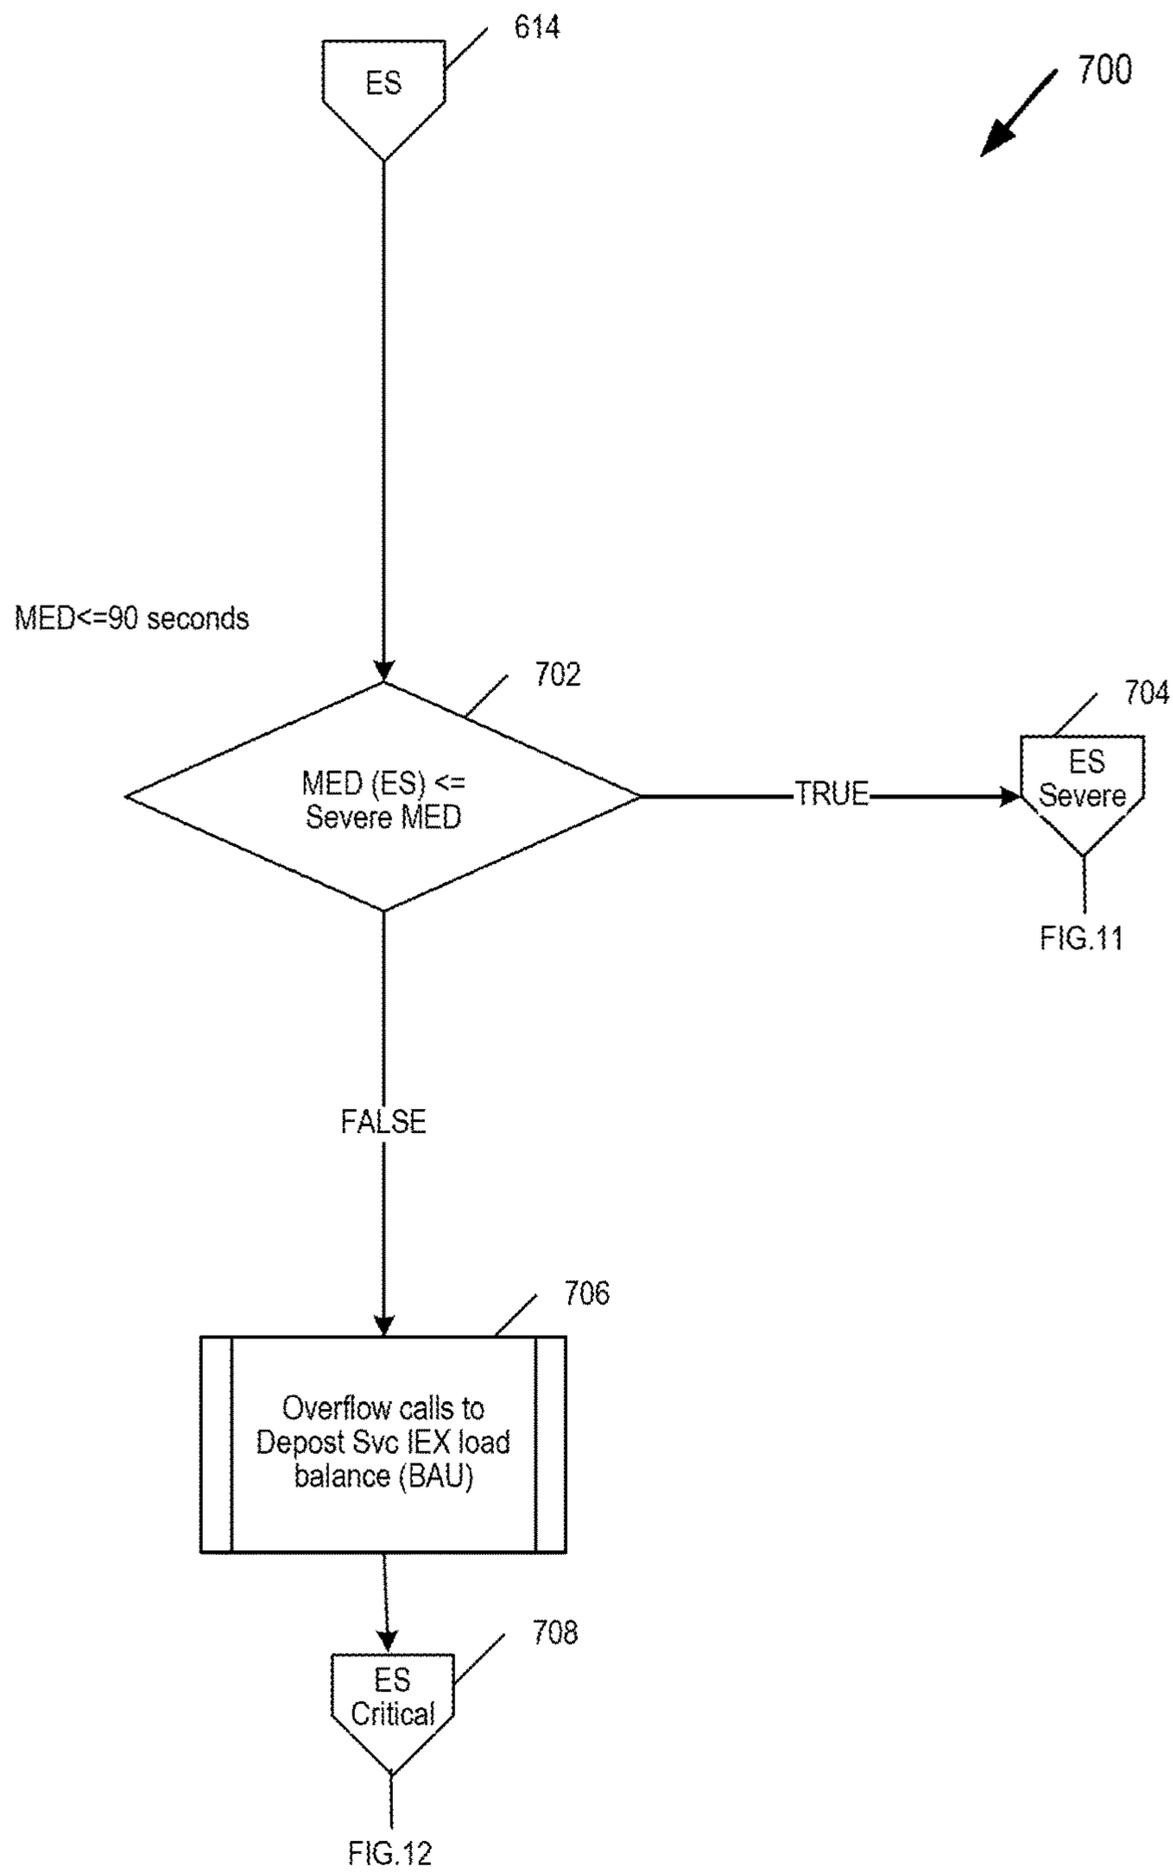 614
ES
700
MED<=90 seconds
702
MED (ES) <=
Severe MED
TRUE
704
ES
Severe
FIG.11
FALSE
706
Overflow calls to
Depost Svc IEX load
balance (BAU)
708
ES
Critical
FIG.12